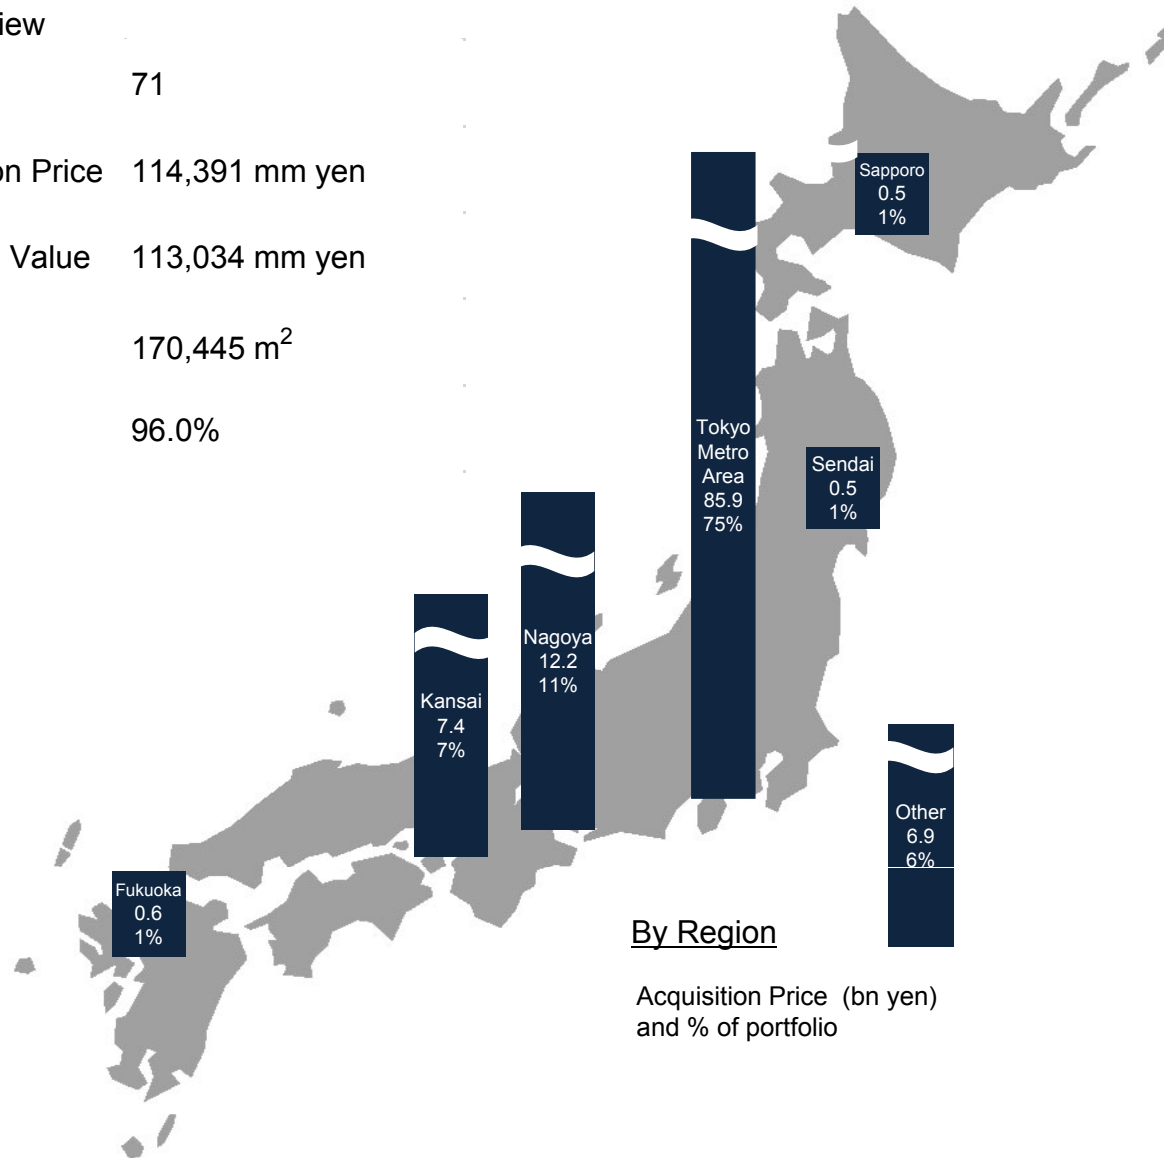 iew
71
on Price 114,391 mm yen
Value 113,034 mm yen
170,445 m²
96.0%
Sapporo
0.5
1%
Tokyo
Metro
Area
85.9
75%
Sendai
0.5
1%
Nagoya
12.2
11%
Kansai
7.4
7%
Other
6.9
6%
Fukuoka
0.6
1%
By Region
Acquisition Price (bn yen)
and % of portfolio